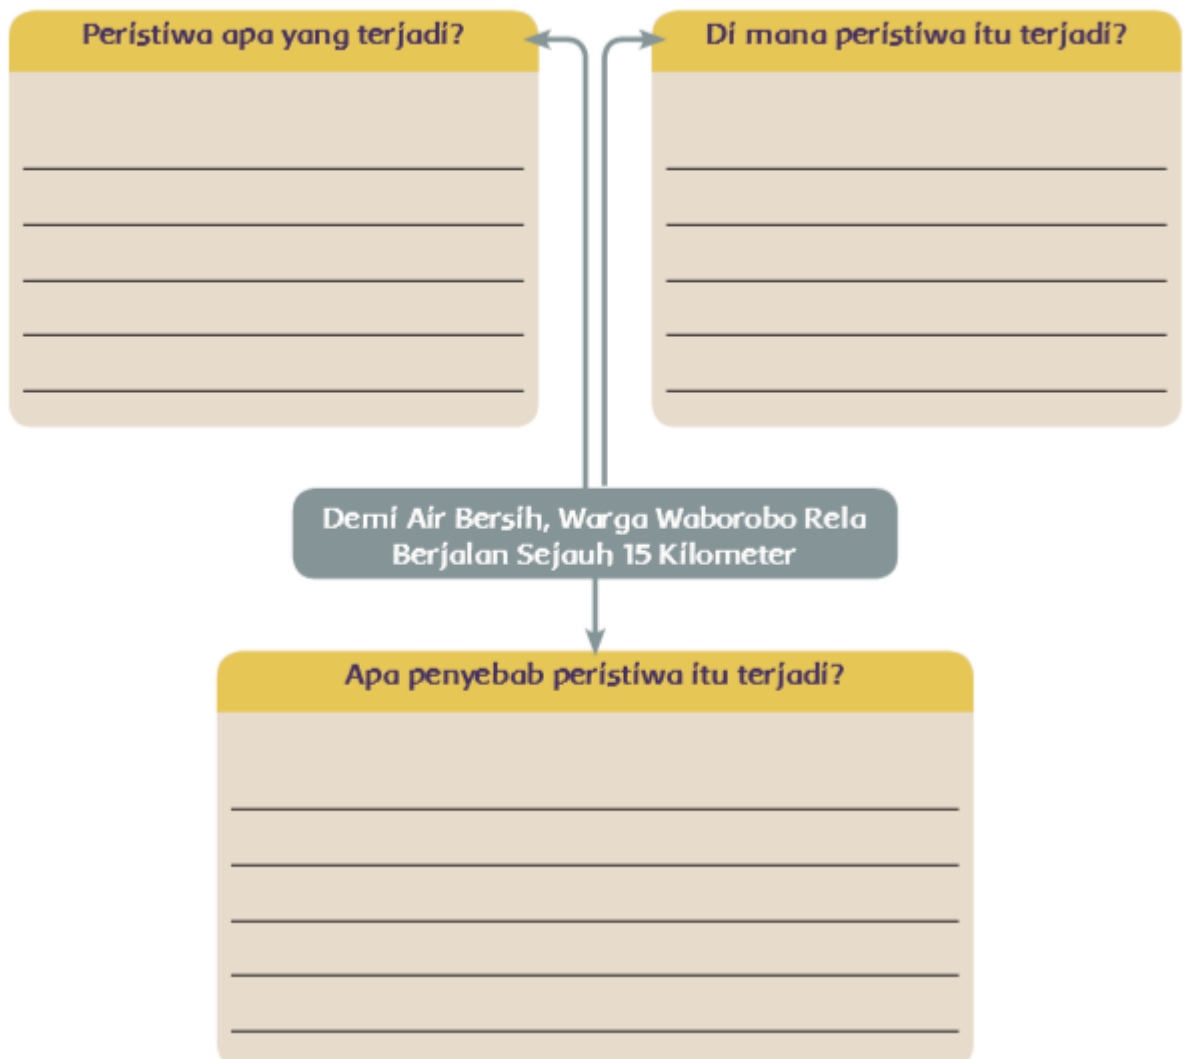 Peristiwa apa yang terjadi?
Di mana peristiwa itu terjadi?
Demi Air Bersih, Warga Waborobo Rela
Berjalan Sejauh 15 Kilometer
Apa penyebab peristiwa itu terjadi?